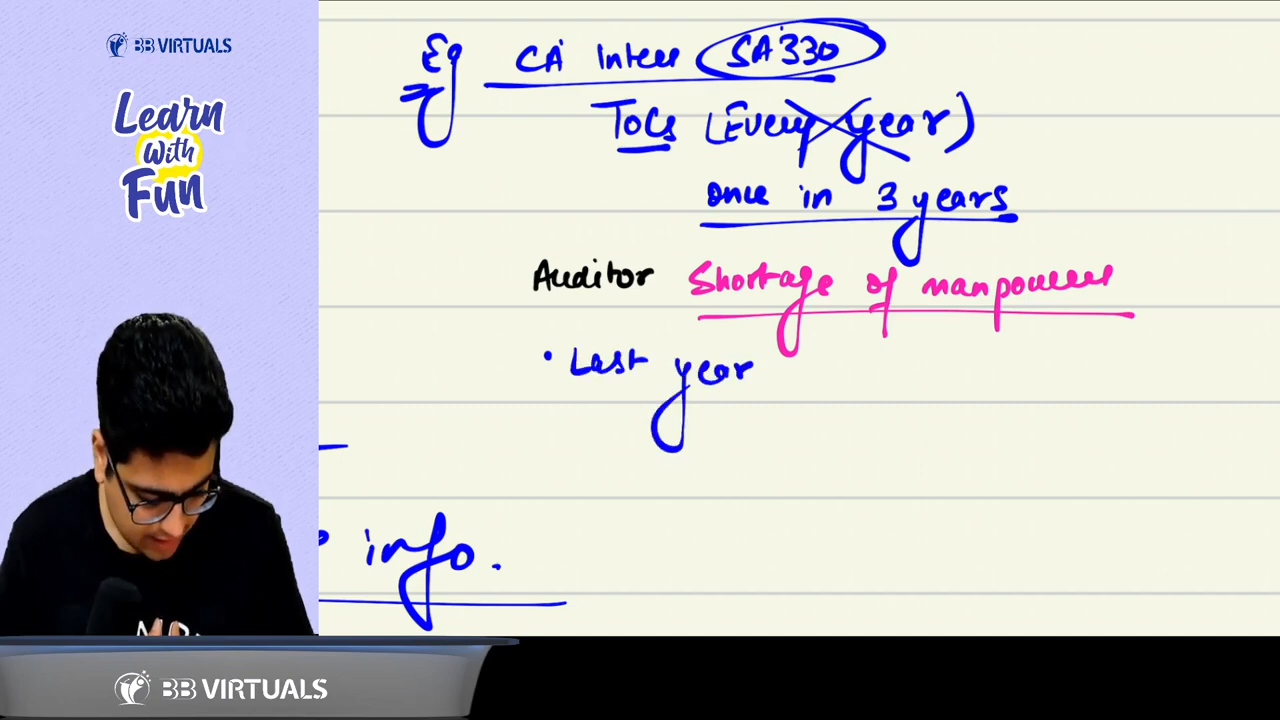 BB VIRTUALS
Learn
With
Fun
Eg CA Inter SA 330
TOCs (Every year)
once in 3 years
Auditor Shortage of manpower
• Last year
info.
BB VIRTUALS